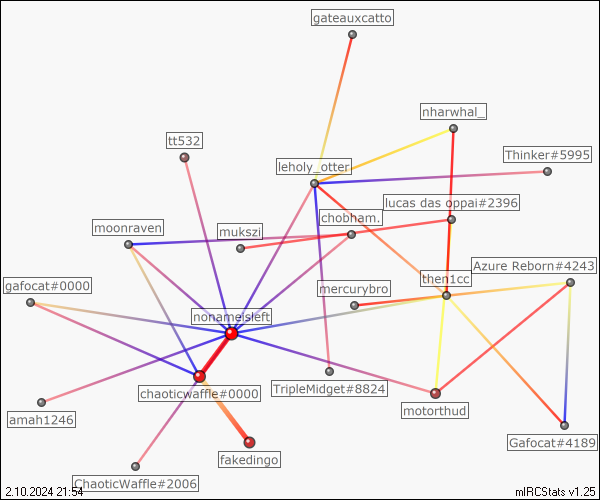 gateauxcatto
nharwhal_
tt532
Thinker#5995
leholy_otter
lucas das oppai#2396
chobham.
moonraven
mukszi
Azure Reborn#4243
then1cc
gafocat#0000
mercurybro
nonameisleft
chaoticwaffle#0000
TripleMidget#8824
motorthud
amah1246
Gafocat#4189
fakedingo
ChaoticWaffle#2006
2.10.2024 21:54
mIRCStats v1.25